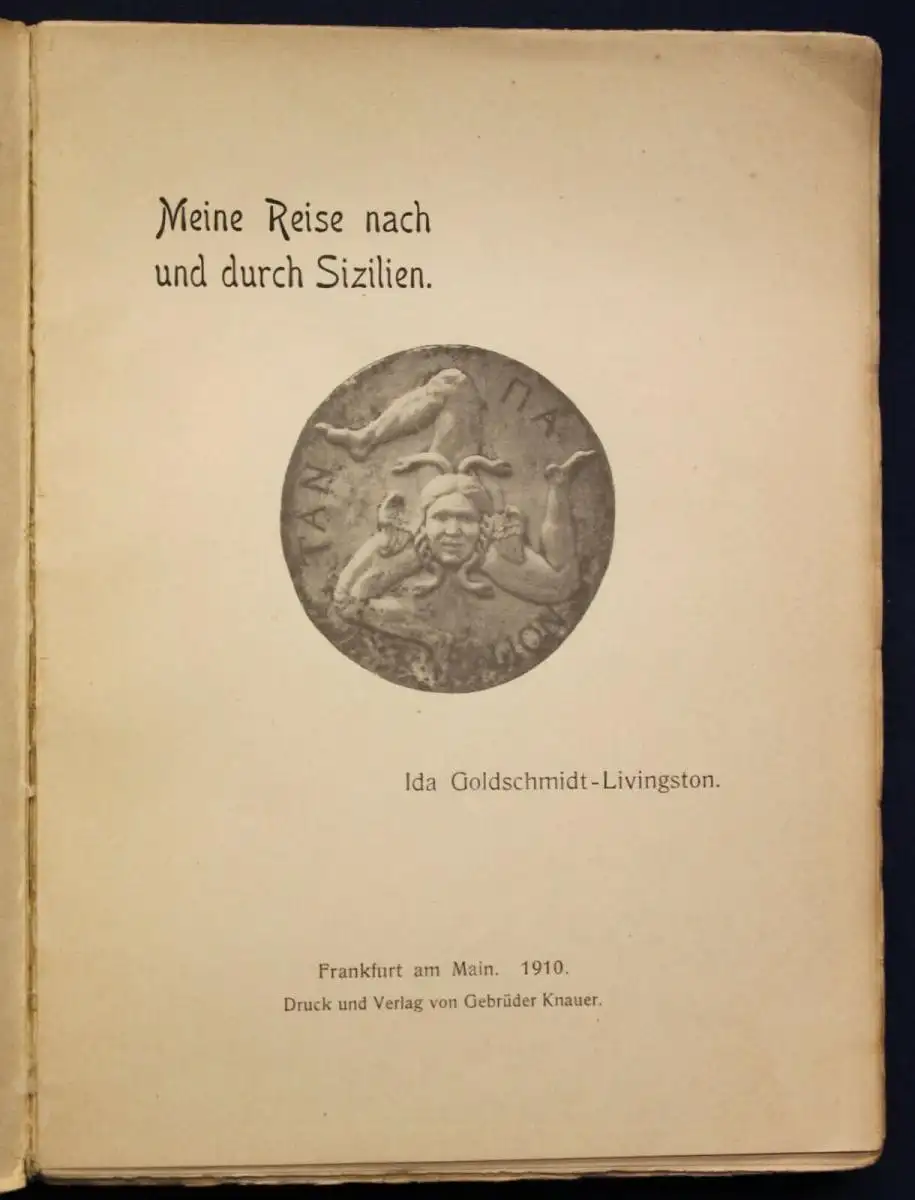 Meine Reise nach
und durch Sizilien.
ΠΑ
ΤΑΝ
Ida Goldschmidt-Livingston.
Frankfurt am Main. 1910.
Druck und Verlag von Gebrüder Knauer.